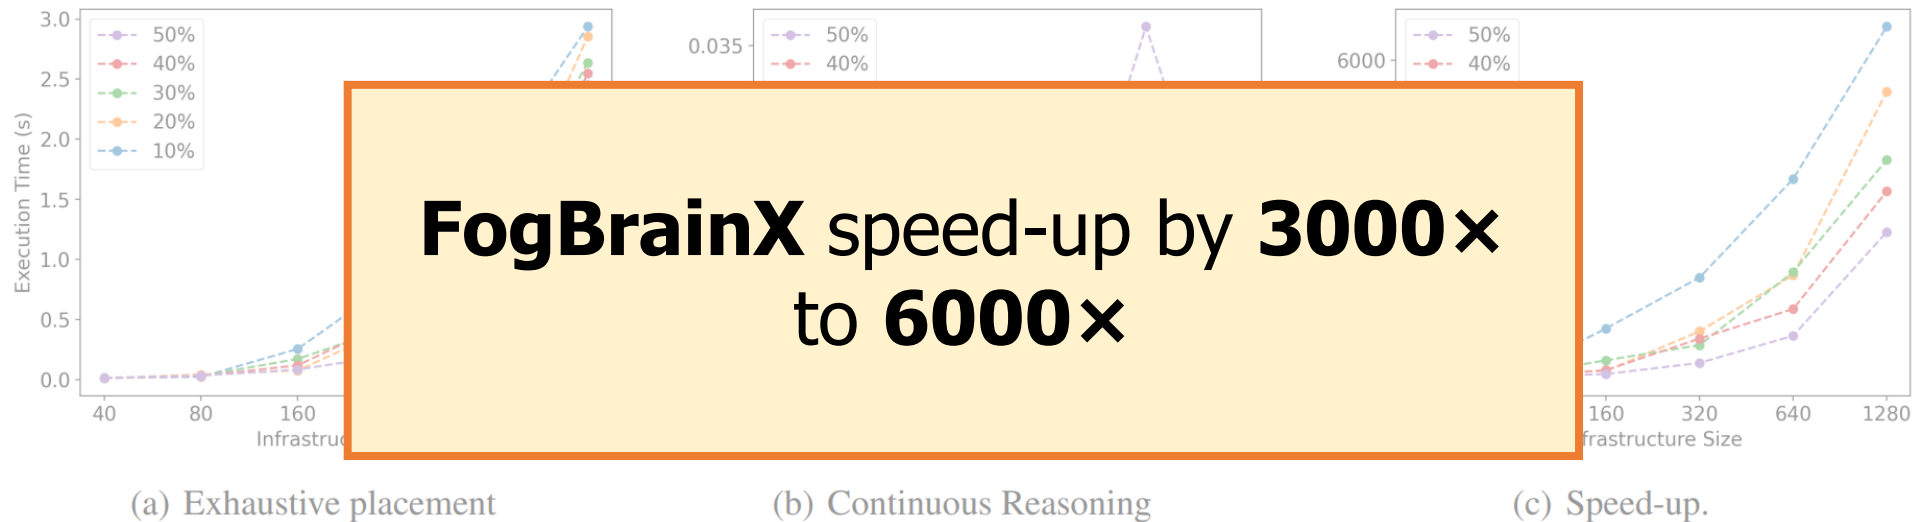 3.0
2.5
2.0
1.5
1.0
0.5
0.0
Execution Time (s)
50%
40%
30%
20%
10%
40 80 160
0.035
50%
40%
6000
50%
40%
160 320 640 1280
Size
FogBrainX speed-up by 3000×
to 6000×
(a) Exhaustive placement
(b) Continuous Reasoning
(c) Speed-up.